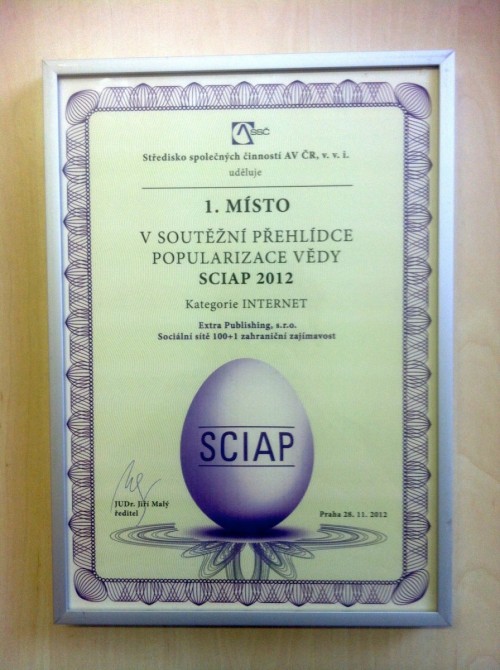 SSČ
Středisko společných činností AV ČR, v. v. i.
uděluje
1. MÍSTO
V SOUTĚŽNÍ PŘEHLÍDCE
POPULARIZACE VĚDY
SCIAP 2012
Kategorie INTERNET
Extra Publishing, s.r.o.
Sociální sítě 100+1 zahraniční zajímavost
SCIAP
JUDr. Jiří Malý
ředitel
Praha 28. 11. 2012